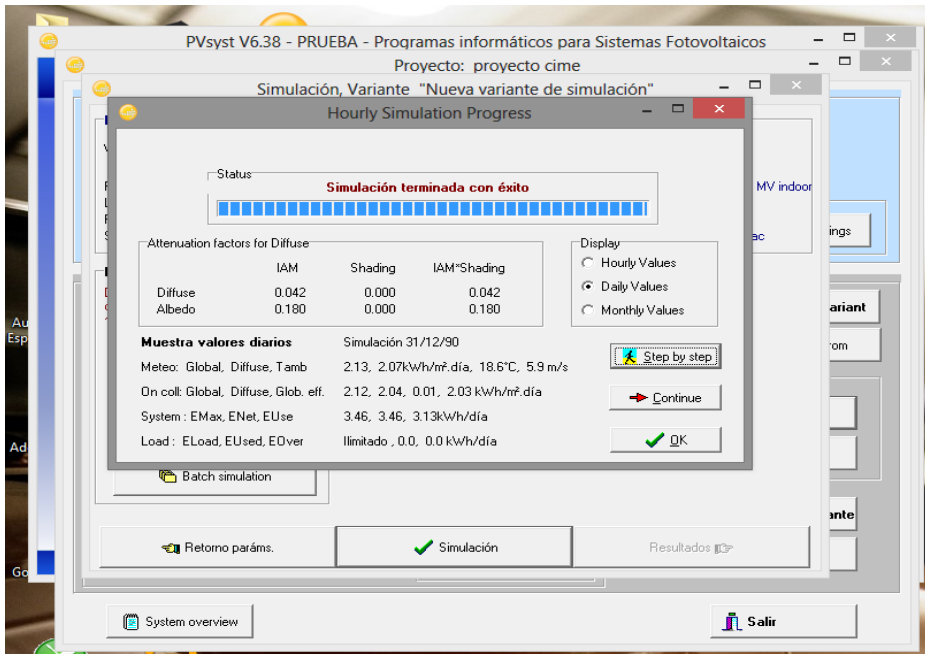 PVsyst V6.38 - PRUEBA - Programas informáticos para Sistemas Fotovoltaicos
Proyecto: proyecto cime
Simulación, Variante "Nueva variante de simulación"
Hourly Simulation Progress
Status
Simulación terminada con éxito
MV indoor
ac
ings
Attenuation factors for Diffuse
IAM Shading IAM*Shading
Diffuse 0.042 0.000 0.042
Albedo 0.180 0.000 0.180
Display
Hourly Values
Daily Values
Monthly Values
ariant
rom
Au
Esp
Muestra valores diarios Simulación 31/12/90
Meteo: Global, Diffuse, Tamb 2.13, 2.07kWh/m².día, 18.6°C, 5.9 m/s
On coll: Global, Diffuse, Glob. eff. 2.12, 2.04, 0.01, 2.03 kWh/m².día
System : EMax, ENet, EUse 3.46, 3.46, 3.13kWh/día
Load : ELoad, EUsed, EOver Ilimitado , 0.0, 0.0 kWh/día
Step by step
Continue
OK
Ad
Batch simulation
ante
Retorno paráms.
Simulación
Resultados
Go
System overview
Salir